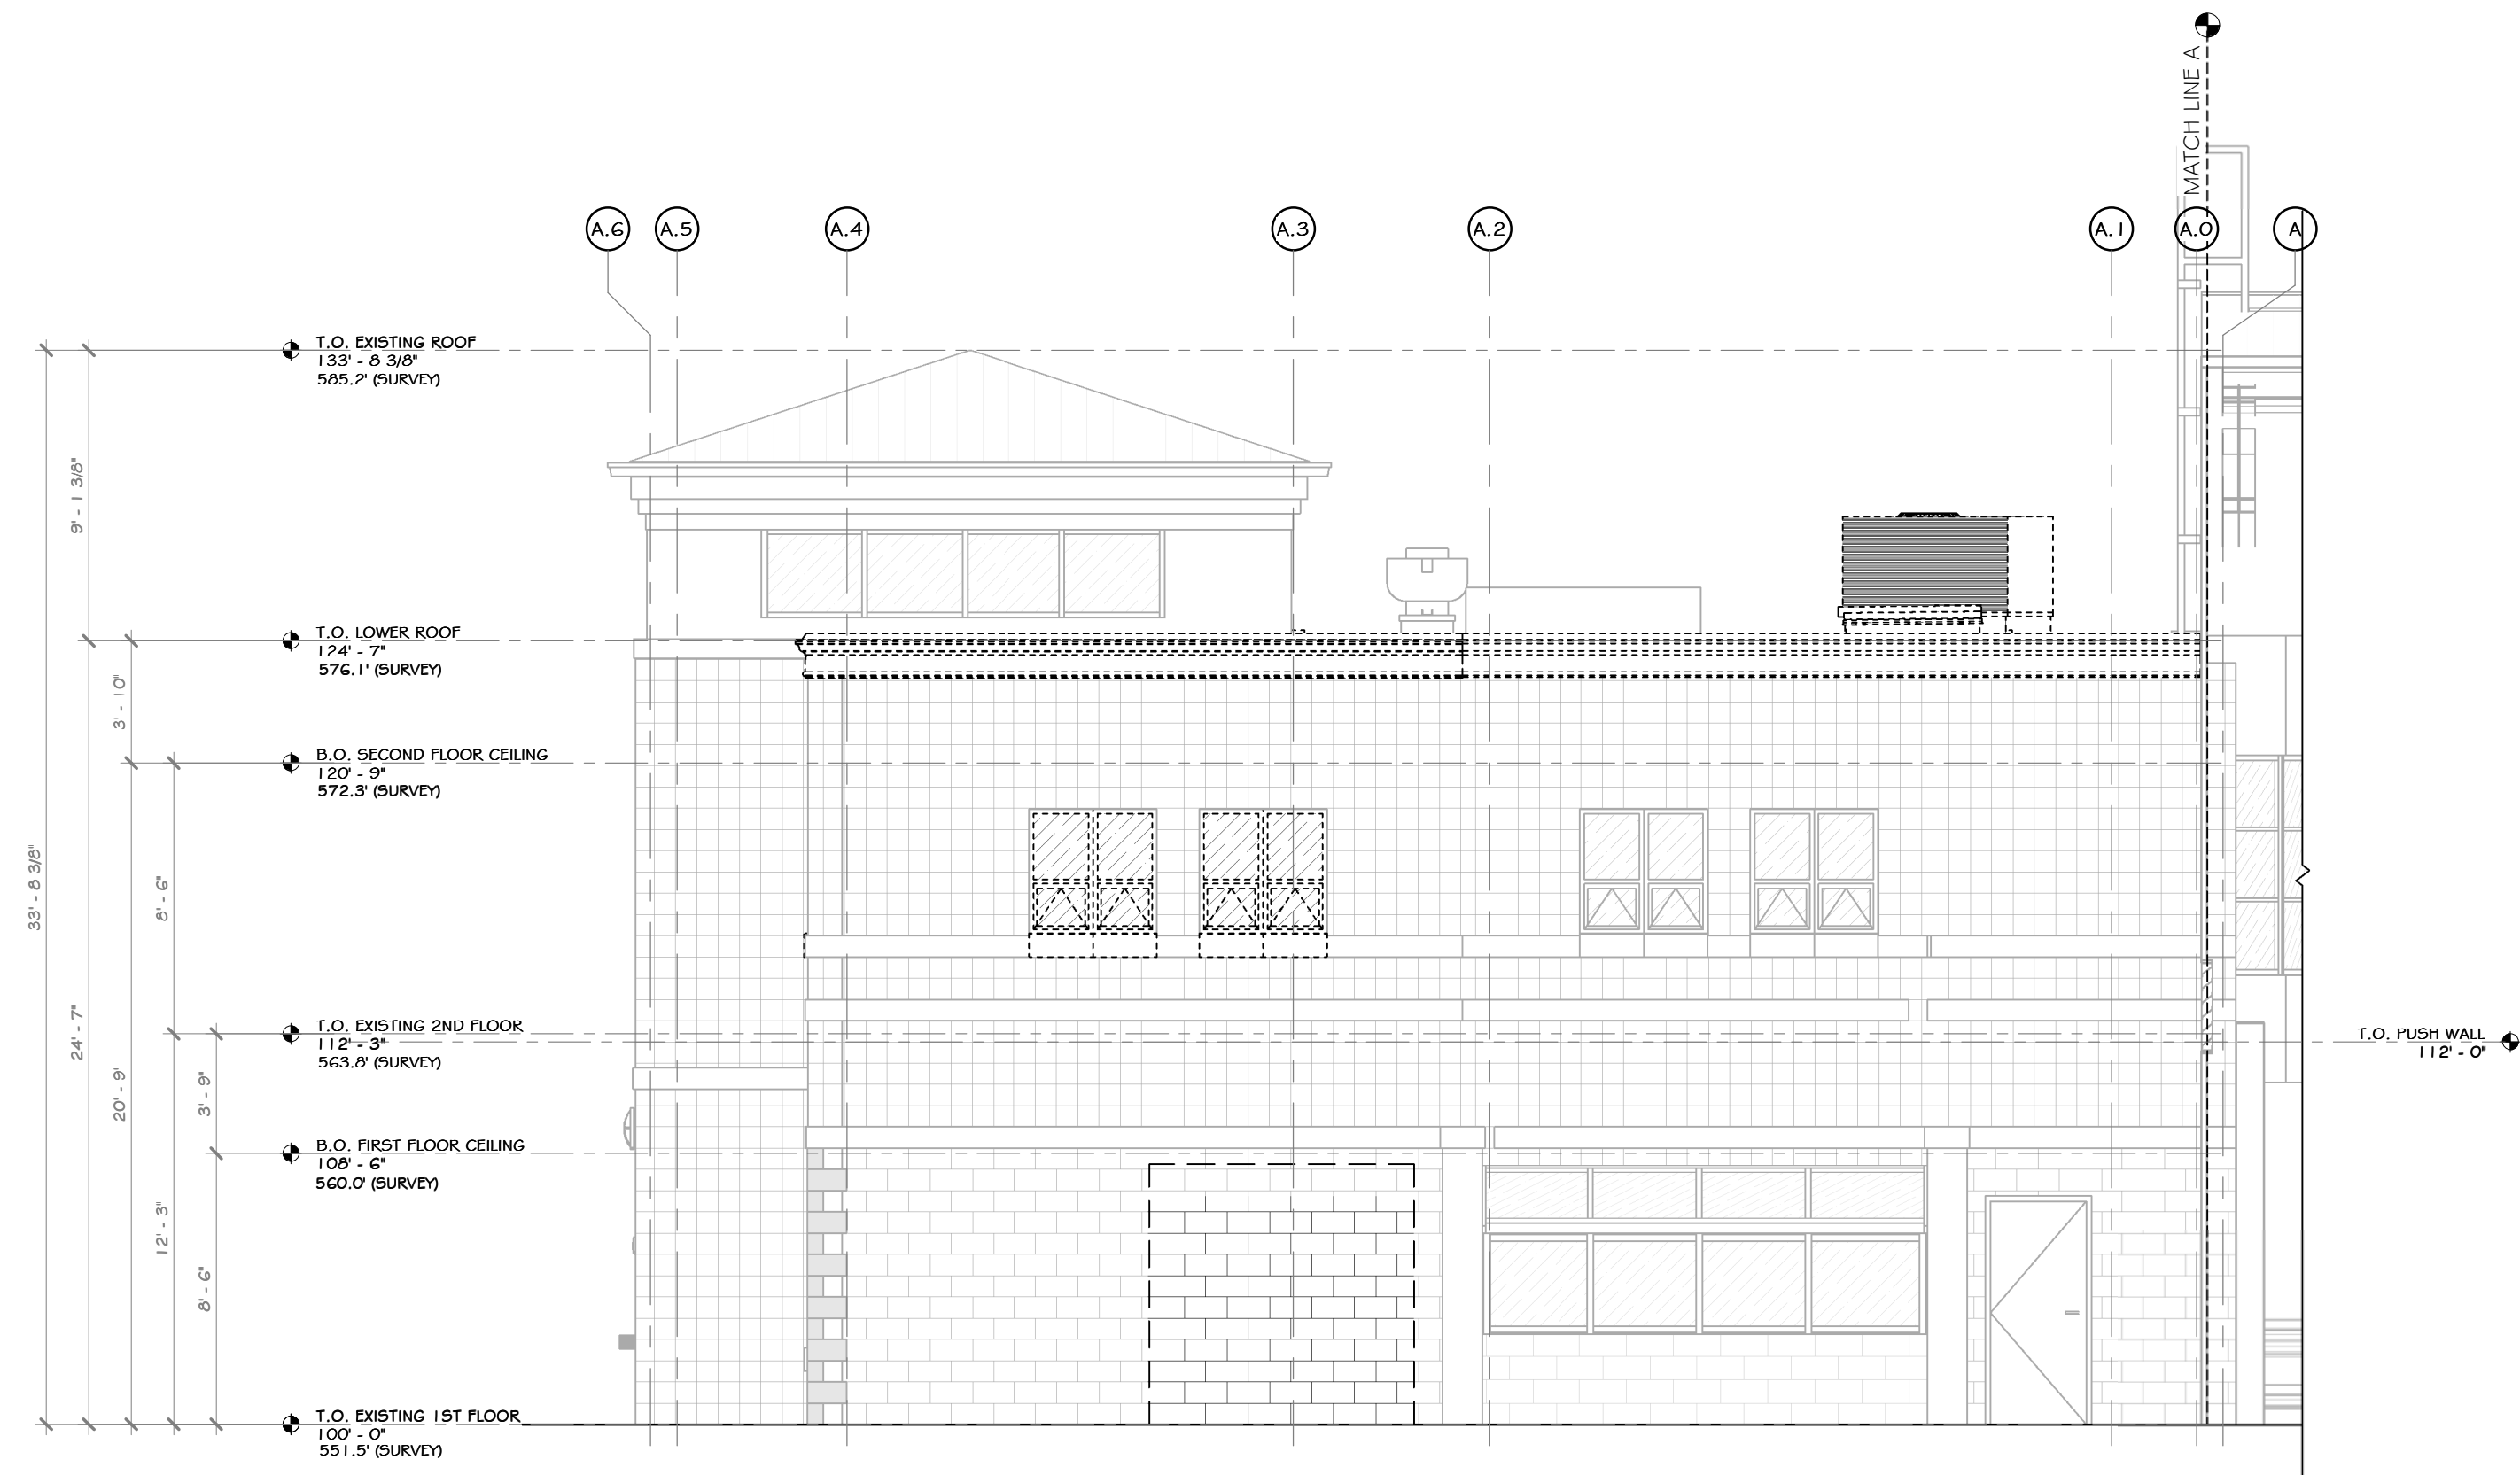 MATCH LINE A
A.6
A.5
A.4
A.3
A.2
A.1
A.0
A
T.O. EXISTING ROOF
133' - 8 3/8"
585.2' (SURVEY)
9' - 1 3/8"
T.O. LOWER ROOF
124' - 7"
576.1' (SURVEY)
3' - 10"
B.O. SECOND FLOOR CEILING
120' - 9"
572.3' (SURVEY)
33' - 8 3/8"
8' - 6"
24' - 7"
T.O. EXISTING 2ND FLOOR
112' - 3"
563.8' (SURVEY)
T.O. PUSH WALL
112' - 0"
20' - 9"
3' - 9"
B.O. FIRST FLOOR CEILING
108' - 6"
560.0' (SURVEY)
12' - 3"
8' - 6"
T.O. EXISTING 1ST FLOOR
100' - 0"
551.5' (SURVEY)